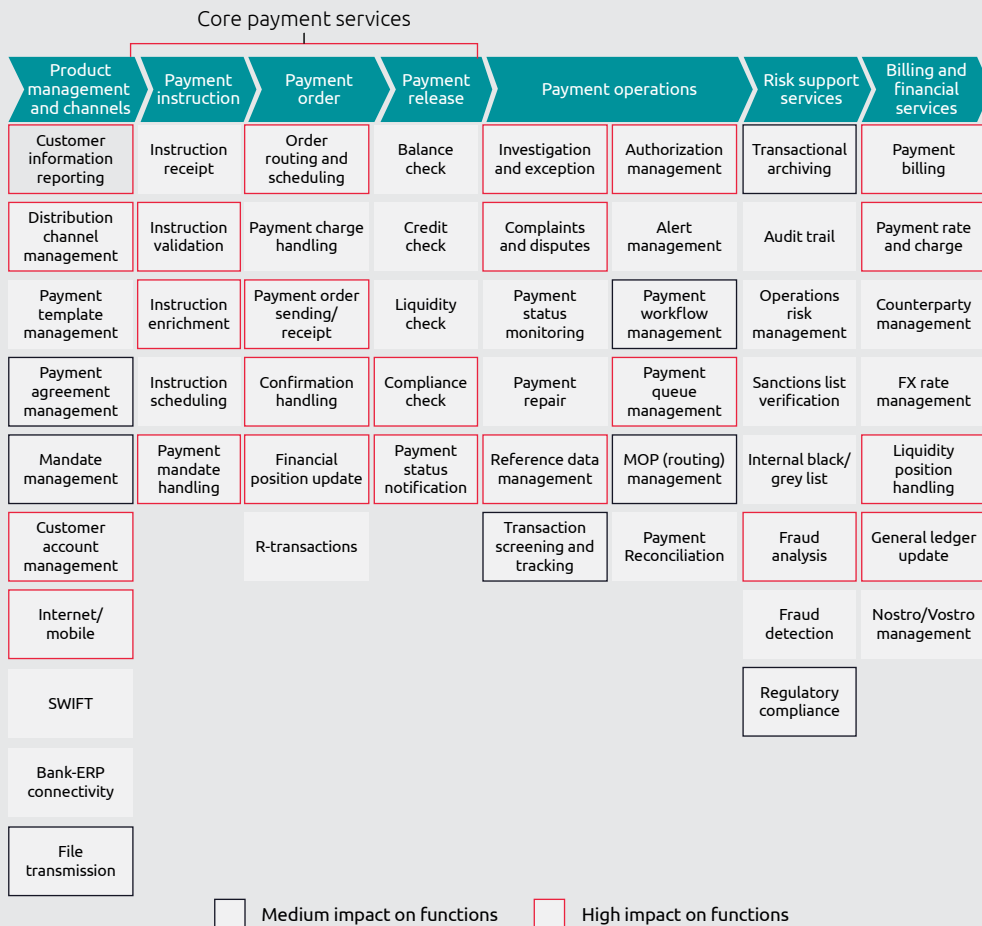 Core payment services
Product
management
and channels
Payment
instruction
Payment
order
Payment
release
Payment operations
Risk support
services
Billing and
financial
services
Customer
information
reporting
Distribution
channel
management
Payment
template
management
Payment
agreement
management
Mandate
management
Customer
account
management
Internet/
mobile
SWIFT
Bank-ERP
connectivity
File
transmission
Instruction
receipt
Instruction
validation
Instruction
enrichment
Instruction
scheduling
Payment
mandate
handling
Order
routing and
scheduling
Payment charge
handling
Payment order
sending/
receipt
Confirmation
handling
Financial
position update
R-transactions
Balance
check
Credit
check
Liquidity
check
Compliance
check
Payment
status
notification
Investigation
and exception
Complaints
and disputes
Payment
status
monitoring
Payment
repair
Reference data
management
Transaction
screening and
tracking
Authorization
management
Alert
management
Payment
workflow
management
Payment
queue
management
MOP (routing)
management
Payment
Reconciliation
Transactional
archiving
Audit trail
Operations
risk
management
Sanctions list
verification
Internal black/
grey list
Fraud
analysis
Fraud
detection
Regulatory
compliance
Payment
billing
Payment rate
and charge
Counterparty
management
FX rate
management
Liquidity
position
handling
General ledger
update
Nostro/Vostro
management
Medium impact on functions
High impact on functions